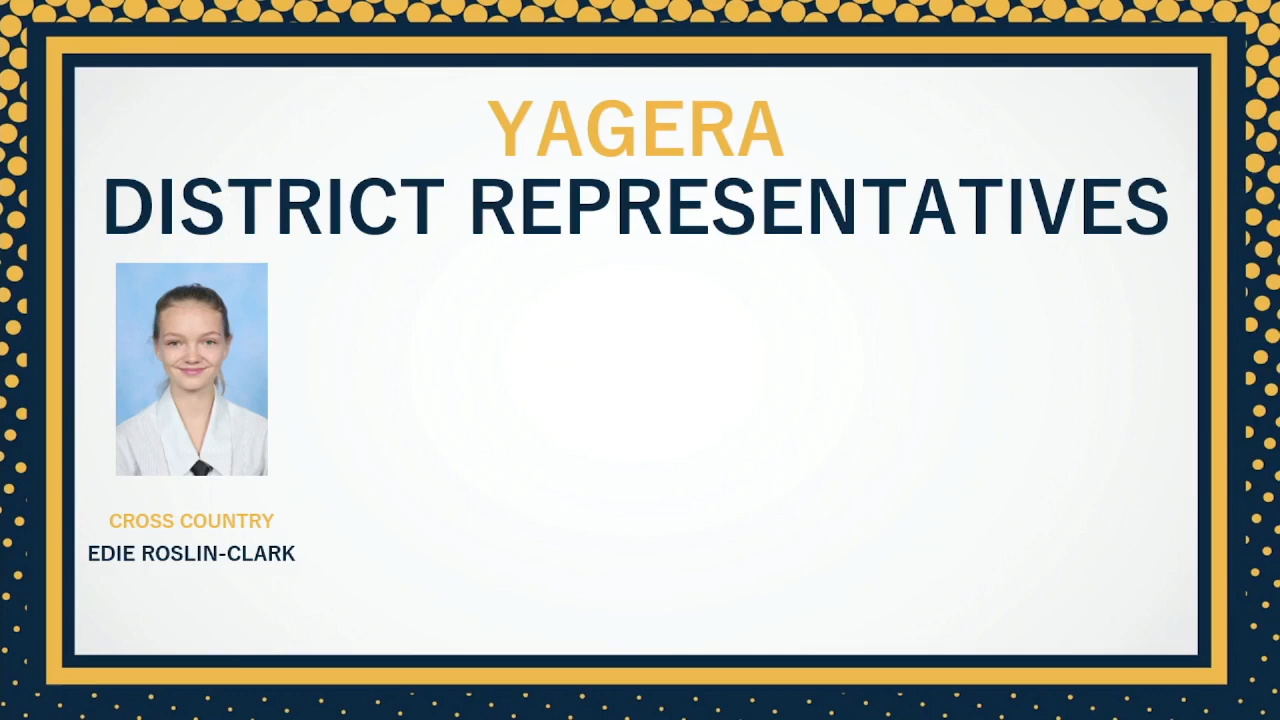 YAGERA
DISTRICT REPRESENTATIVES
CROSS COUNTRY
EDIE ROSLIN-CLARK